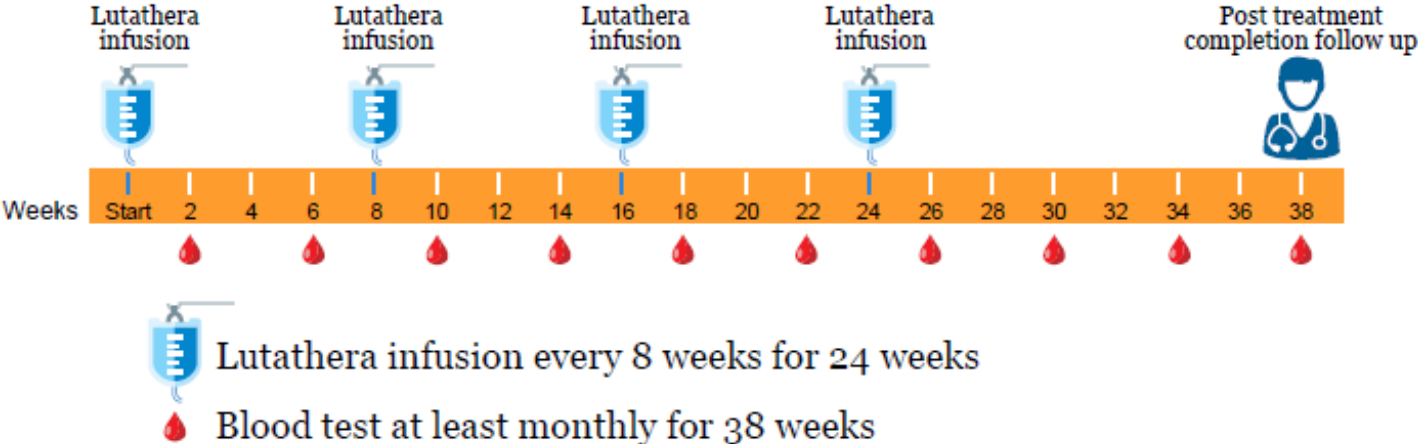 Lutathera infusion
Lutathera infusion
Lutathera infusion
Lutathera infusion
Post treatment completion follow up
Weeks Start 2 4 6 8 10 12 14 16 18 20 22 24 26 28 30 32 34 36 38
Lutathera infusion every 8 weeks for 24 weeks
Blood test at least monthly for 38 weeks